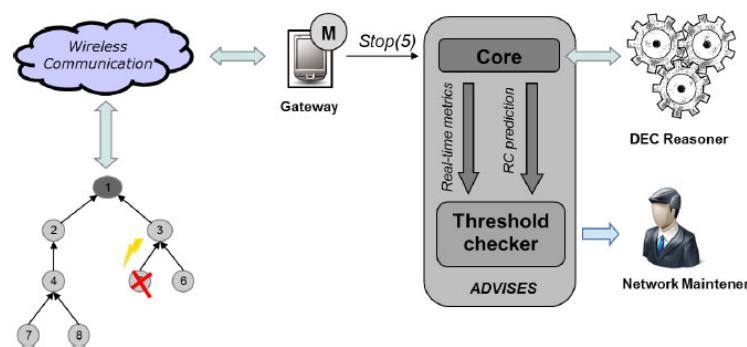 Wireless
Communication
M
Gateway
Stop(5)
Core
Real-time metrics
RC prediction
Threshold
checker
ADVISES
DEC Reasoner
Network Maintener
1
2
3
4
6
7
8